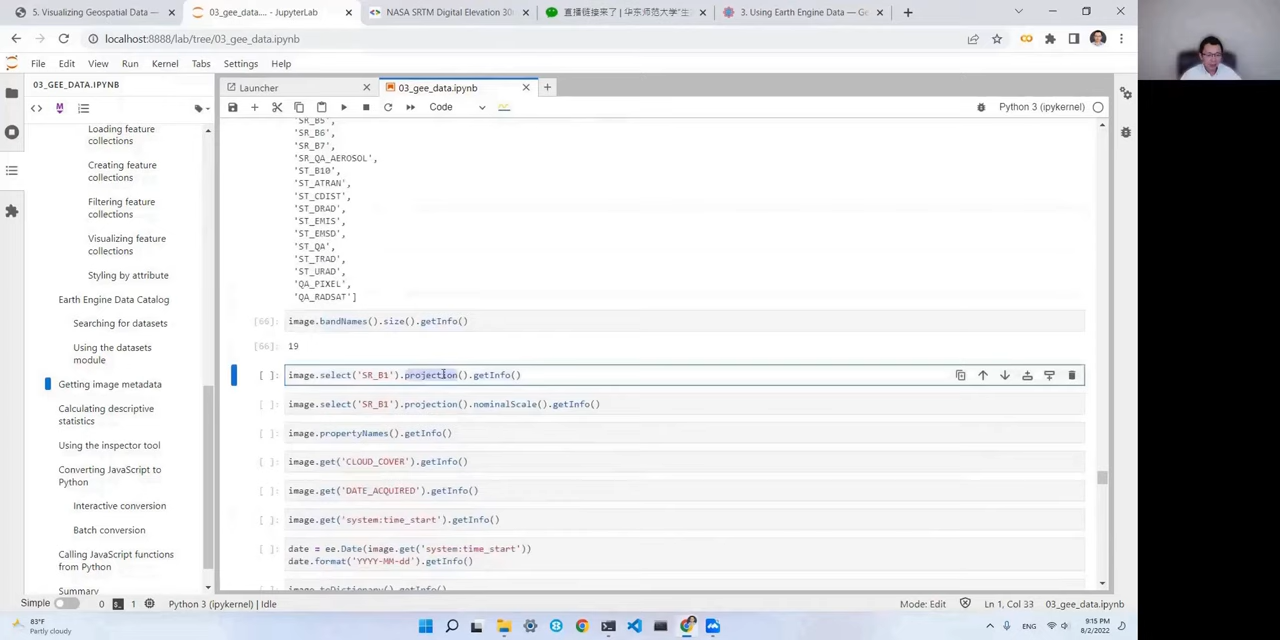 5. Visualizing Geospatial Data —
03_gee_data.... - JupyterLab
NASA SRTM Digital Elevation 30m
直播链接来了 | 华东师范大学"生
3. Using Earth Engine Data — Ge
localhost:8888/lab/tree/03_gee_data.ipynb
File Edit View Run Kernel Tabs Settings Help
03_GEE_DATA.IPYNB
Launcher
03_gee_data.ipynb
Code
Python 3 (ipykernel)
Loading feature
collections
Creating feature
collections
Filtering feature
collections
Visualizing feature
collections
Styling by attribute
Earth Engine Data Catalog
Searching for datasets
Using the datasets
module
Getting image metadata
Calculating descriptive
statistics
Using the inspector tool
Converting JavaScript to
Python
Interactive conversion
Batch conversion
Calling JavaScript functions
from Python
Summary
'SR_B5',
'SR_B6',
'SR_B7',
'SR_QA_AEROSOL',
'ST_B10',
'ST_ATRAN',
'ST_CDIST',
'ST_DRAD',
'ST_EMIS',
'ST_EMSD',
'ST_QA',
'ST_TRAD',
'ST_URAD',
'QA_PIXEL',
'QA_RADSAT']
[66]: image.bandNames().size().getInfo()
[66]: 19
[ ]: image.select('SR_B1').projection().getInfo()
[ ]: image.select('SR_B1').projection().nominalScale().getInfo()
[ ]: image.propertyNames().getInfo()
[ ]: image.get('CLOUD_COVER').getInfo()
[ ]: image.get('DATE_ACQUIRED').getInfo()
[ ]: image.get('system:time_start').getInfo()
[ ]: date = ee.Date(image.get('system:time_start'))
date.format('YYYY-MM-dd').getInfo()
[ ]: image.toDictionary().getInfo()
Simple 0 1 Python 3 (ipykernel) | Idle
Mode: Edit Ln 1, Col 33 03_gee_data.ipynb
83°F
Partly cloudy
ENG
9:15 PM
8/2/2022